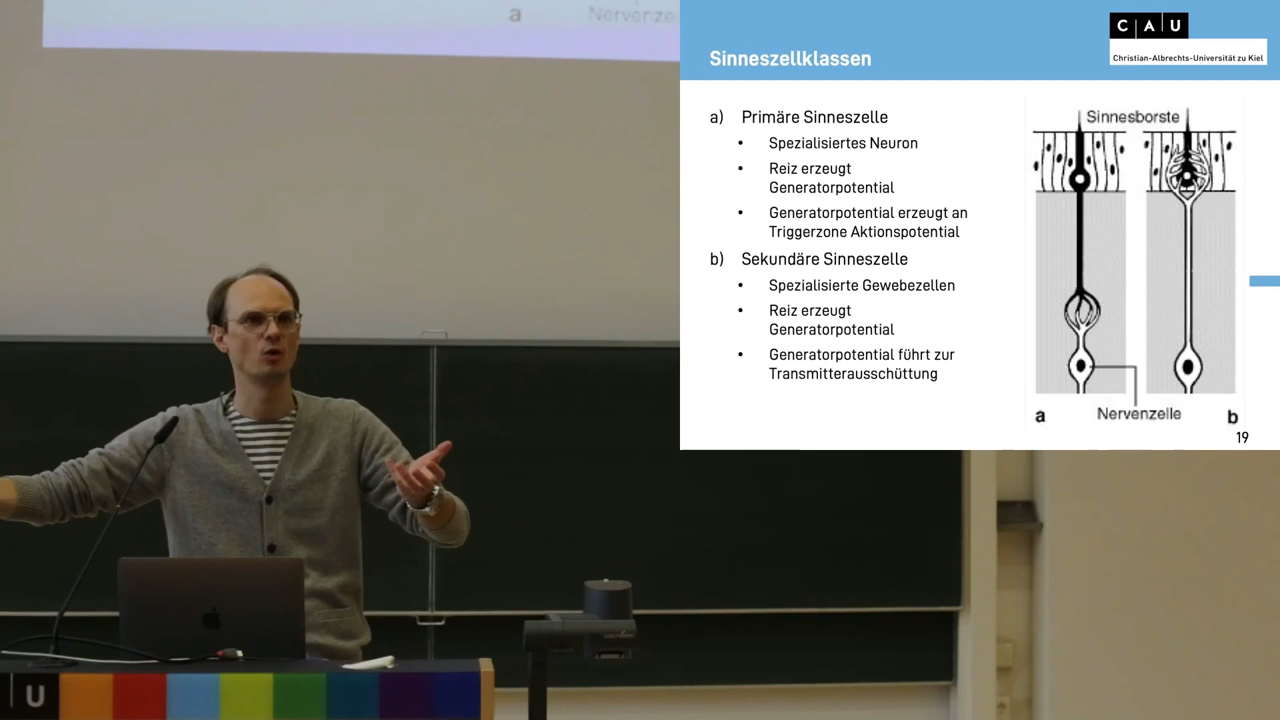 a Nervenze
Sinneszellklassen
CAU
Christian-Albrechts-Universität zu Kiel
a) Primäre Sinneszelle
• Spezialisiertes Neuron
• Reiz erzeugt
Generatorpotential
• Generatorpotential erzeugt an
Triggerzone Aktionspotential
b) Sekundäre Sinneszelle
• Spezialisierte Gewebezellen
• Reiz erzeugt
Generatorpotential
• Generatorpotential führt zur
Transmitterausschüttung
Sinnesborste
Nervenzelle
a
b
19
U